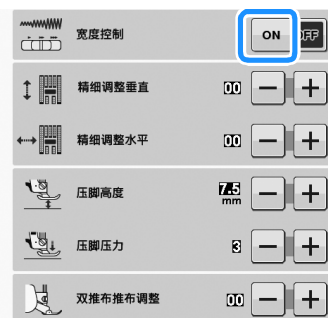 宽度控制 ON OFF
精细调整垂直 00
精细调整水平 00
压脚高度 7.5 mm
压脚压力 3
双推布推布调整 00